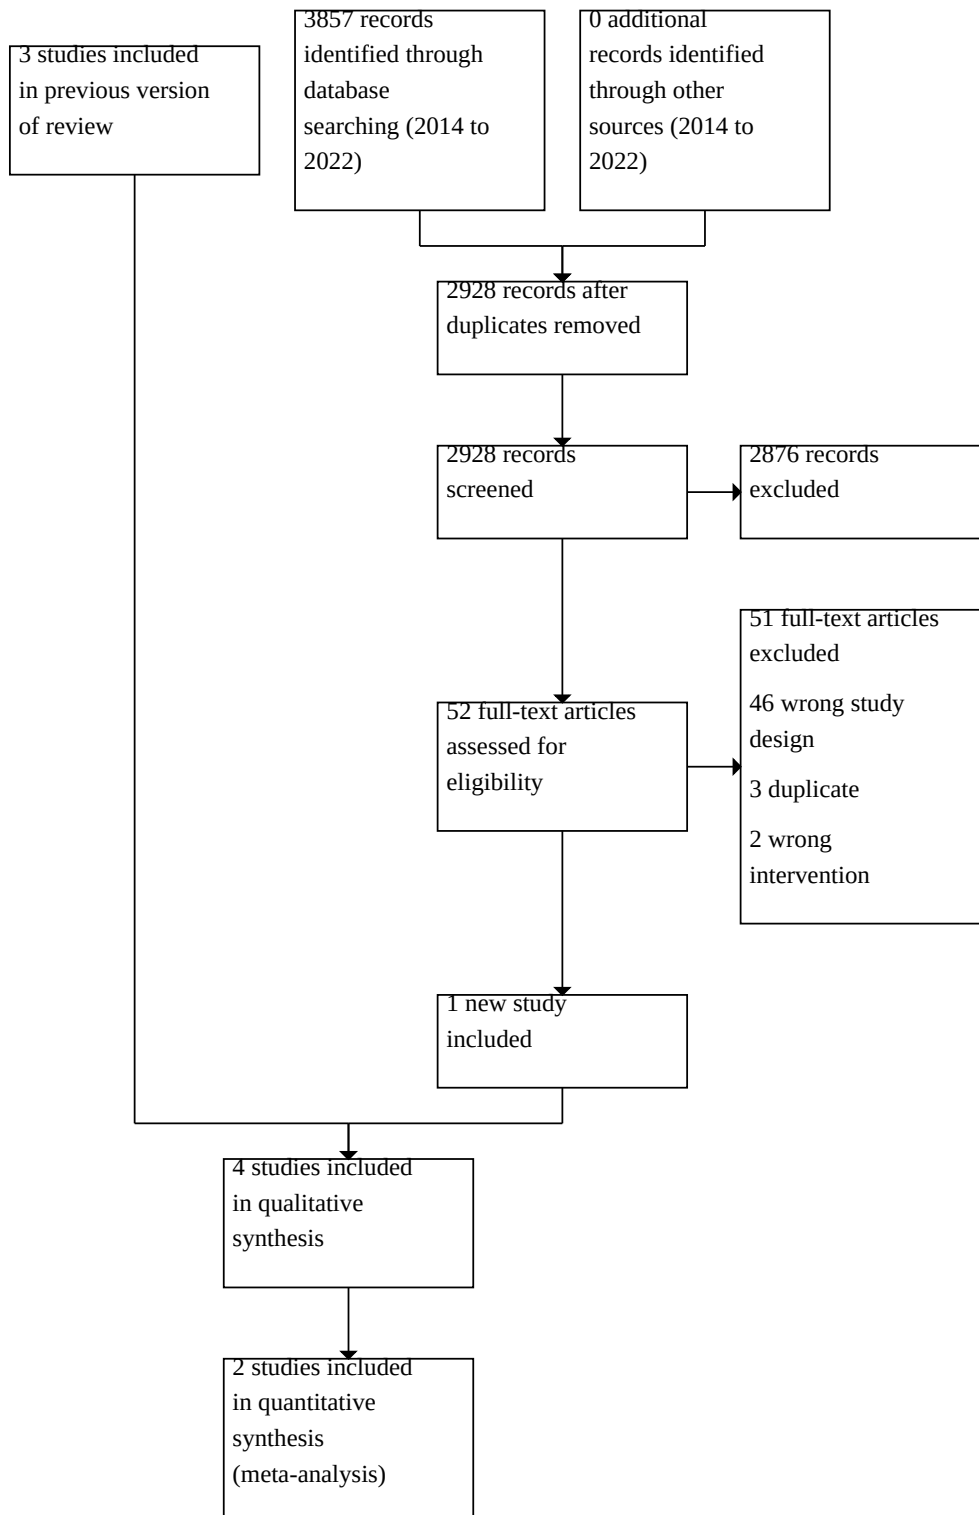 3 studies included
in previous version
of review
3857 records
identified through
database
searching (2014 to
2022)
0 additional
records identified
through other
sources (2014 to
2022)
2928 records after
duplicates removed
2928 records
screened
2876 records
excluded
52 full-text articles
assessed for
eligibility
51 full-text articles
excluded
46 wrong study
design
3 duplicate
2 wrong
intervention
1 new study
included
4 studies included
in qualitative
synthesis
2 studies included
in quantitative
synthesis
(meta-analysis)